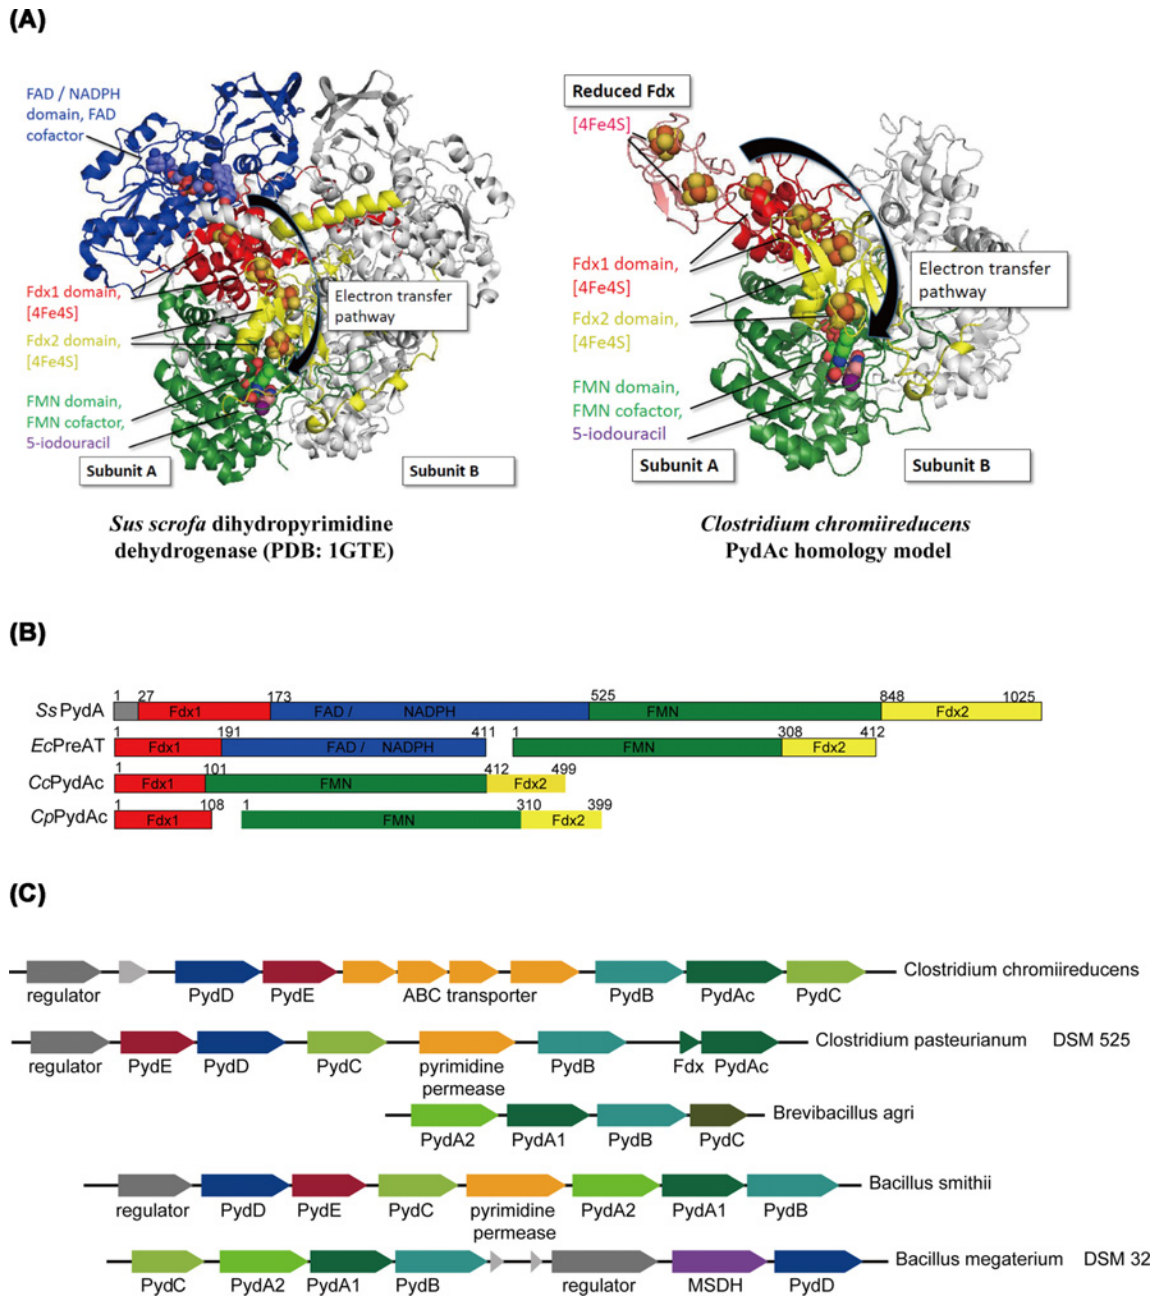 (A)
FAD / NADPH
domain, FAD
cofactor
Fdx1 domain,
[4Fe4S]
Fdx2 domain,
[4Fe4S]
FMN domain,
FMN cofactor,
5-iodouracil
Electron transfer
pathway
Subunit A
Subunit B
Sus scrofa dihydropyrimidine
dehydrogenase (PDB: 1GTE)
Reduced Fdx
[4Fe4S]
Fdx1 domain,
[4Fe4S]
Fdx2 domain,
[4Fe4S]
FMN domain,
FMN cofactor,
5-iodouracil
Electron transfer
pathway
Subunit A
Subunit B
Clostridium chromiireducens
PydAc homology model
(B)
1 27 173 525 848 1025
SsPydA Fdx1 FAD / NADPH FMN Fdx2
1 191 411 1 308 412
EcPreAT Fdx1 FAD / NADPH FMN Fdx2
1 101 412 499
CcPydAc Fdx1 FMN Fdx2
1 108 1 310 399
CpPydAc Fdx1 FMN Fdx2
(C)
Clostridium chromiireducens
regulator PydD PydE ABC transporter PydB PydAc PydC
Clostridium pasteurianum DSM 525
regulator PydE PydD PydC pyrimidine permease PydB Fdx PydAc
Brevibacillus agri
PydA2 PydA1 PydB PydC
Bacillus smithii
regulator PydD PydE PydC pyrimidine permease PydA2 PydA1 PydB
Bacillus megaterium DSM 32
PydC PydA2 PydA1 PydB regulator MSDH PydD